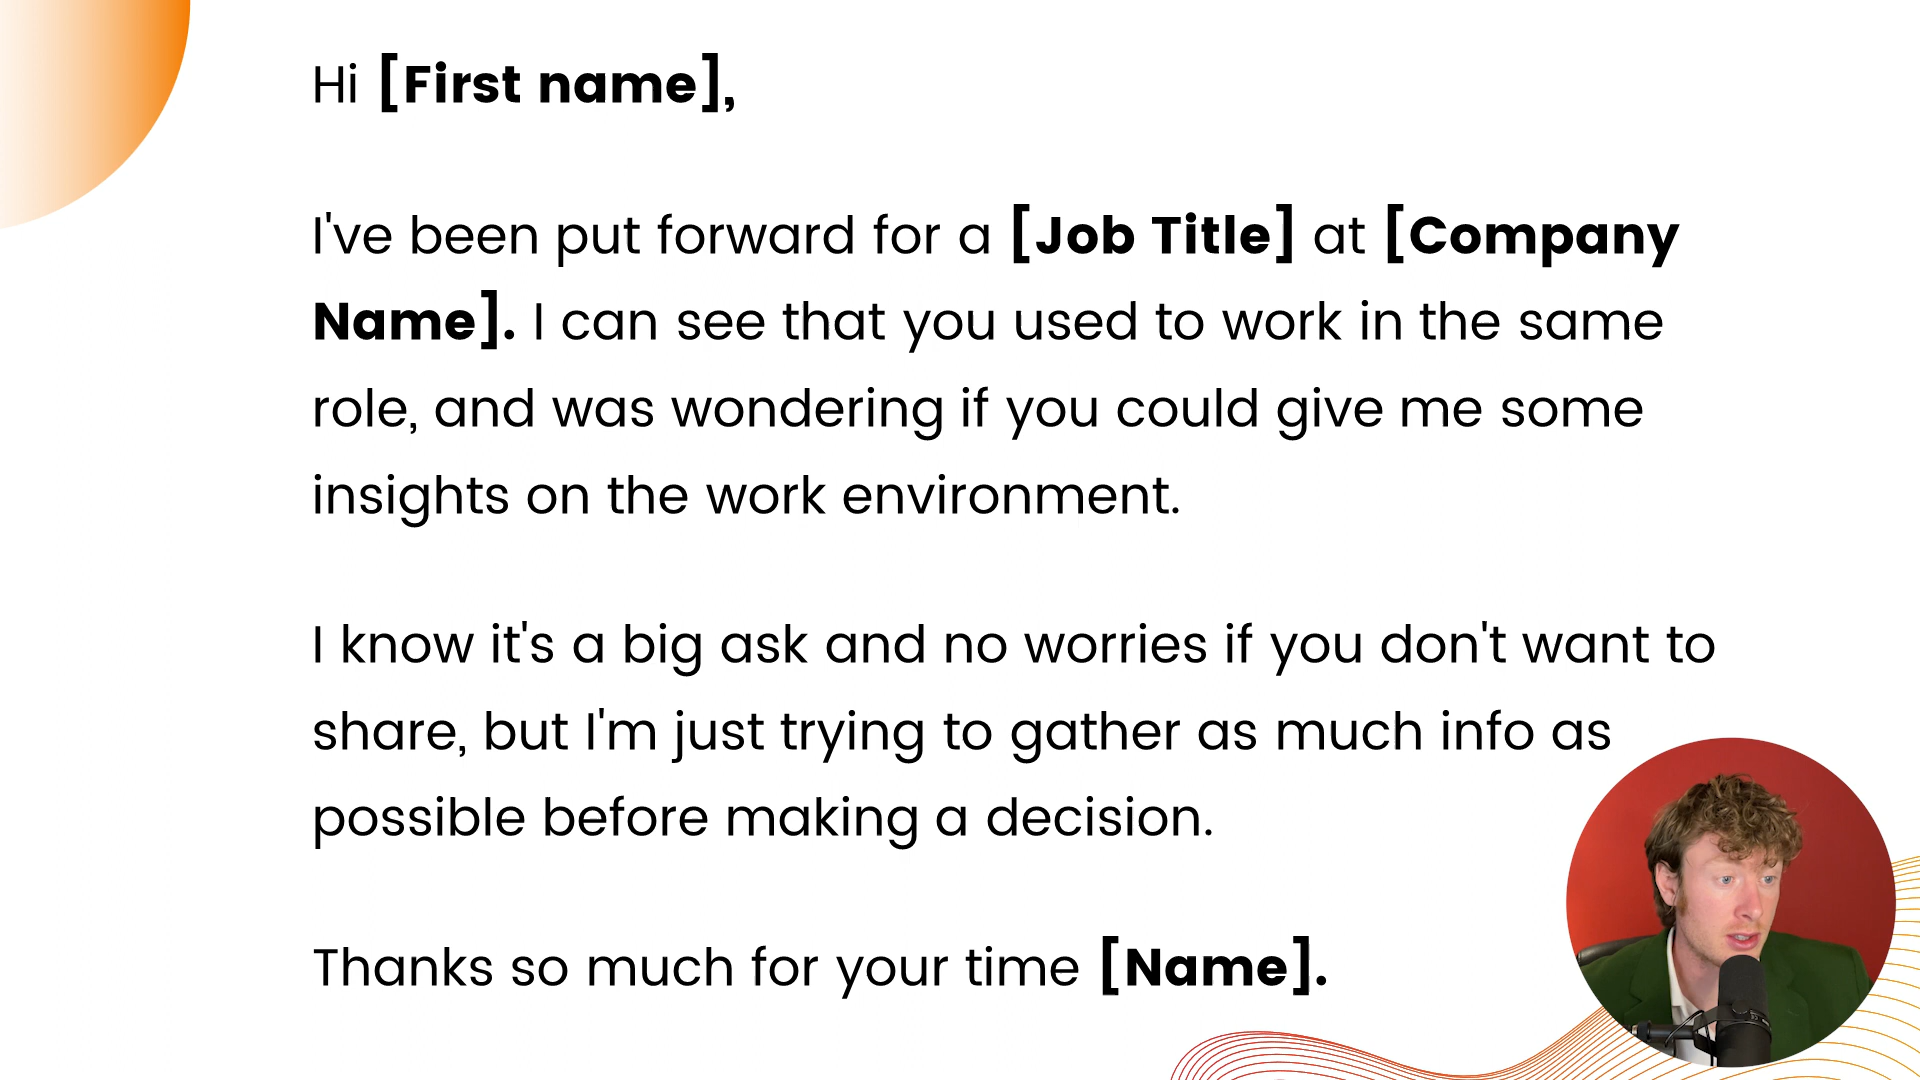 Hi [First name],
I've been put forward for a [Job Title] at [Company
Name]. I can see that you used to work in the same
role, and was wondering if you could give me some
insights on the work environment.
I know it's a big ask and no worries if you don't want to
share, but I'm just trying to gather as much info as
possible before making a decision.
Thanks so much for your time [Name].